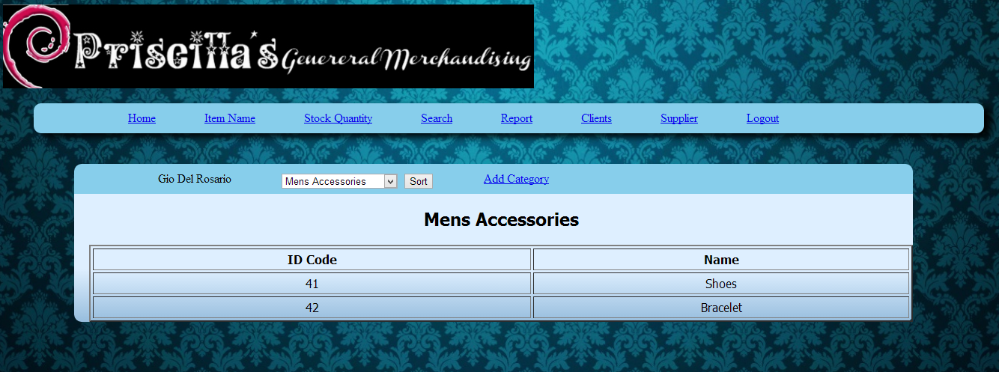 Priscilla's Genereral Merchandising
Home Item Name Stock Quantity Search Report Clients Supplier Logout
Gio Del Rosario Mens Accessories Sort Add Category
Mens Accessories
ID Code Name
41 Shoes
42 Bracelet